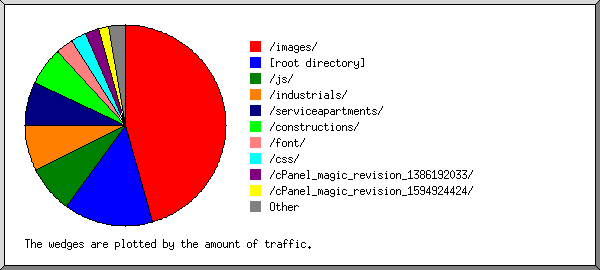 /images/
[root directory]
/js/
/industrials/
/serviceapartments/
/constructions/
/font/
/css/
/cPanel_magic_revision_1386192033/
/cPanel_magic_revision_1594924424/
Other
The wedges are plotted by the amount of traffic.